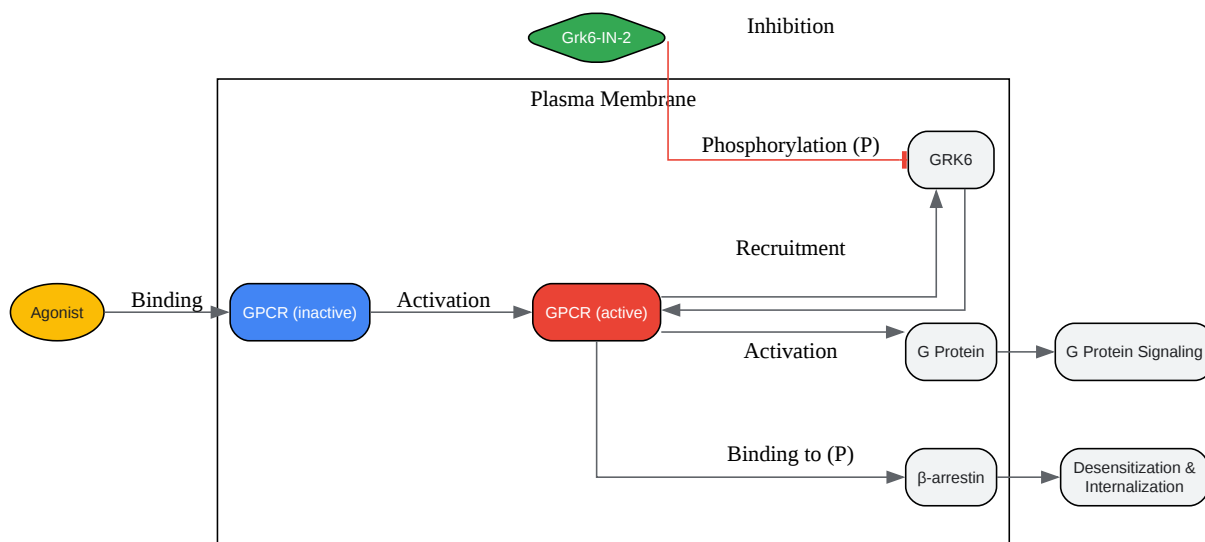 Inhibition
Grk6-IN-2
Plasma Membrane
Phosphorylation (P)
GRK6
Recruitment
Agonist
Binding
GPCR (inactive)
Activation
GPCR (active)
Activation
G Protein
G Protein Signaling
Binding to (P)
β-arrestin
Desensitization &
Internalization